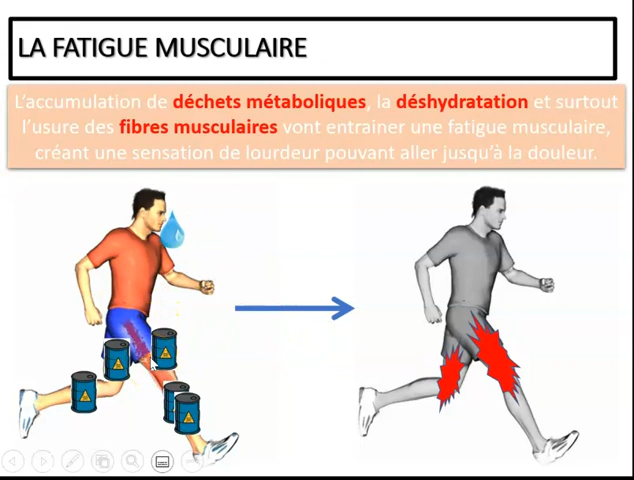 LA FATIGUE MUSCULAIRE
L'accumulation de déchets métaboliques, la déshydratation et surtout
l'usure des fibres musculaires vont entrainer une fatigue musculaire,
créant une sensation de lourdeur pouvant aller jusqu'à la douleur.